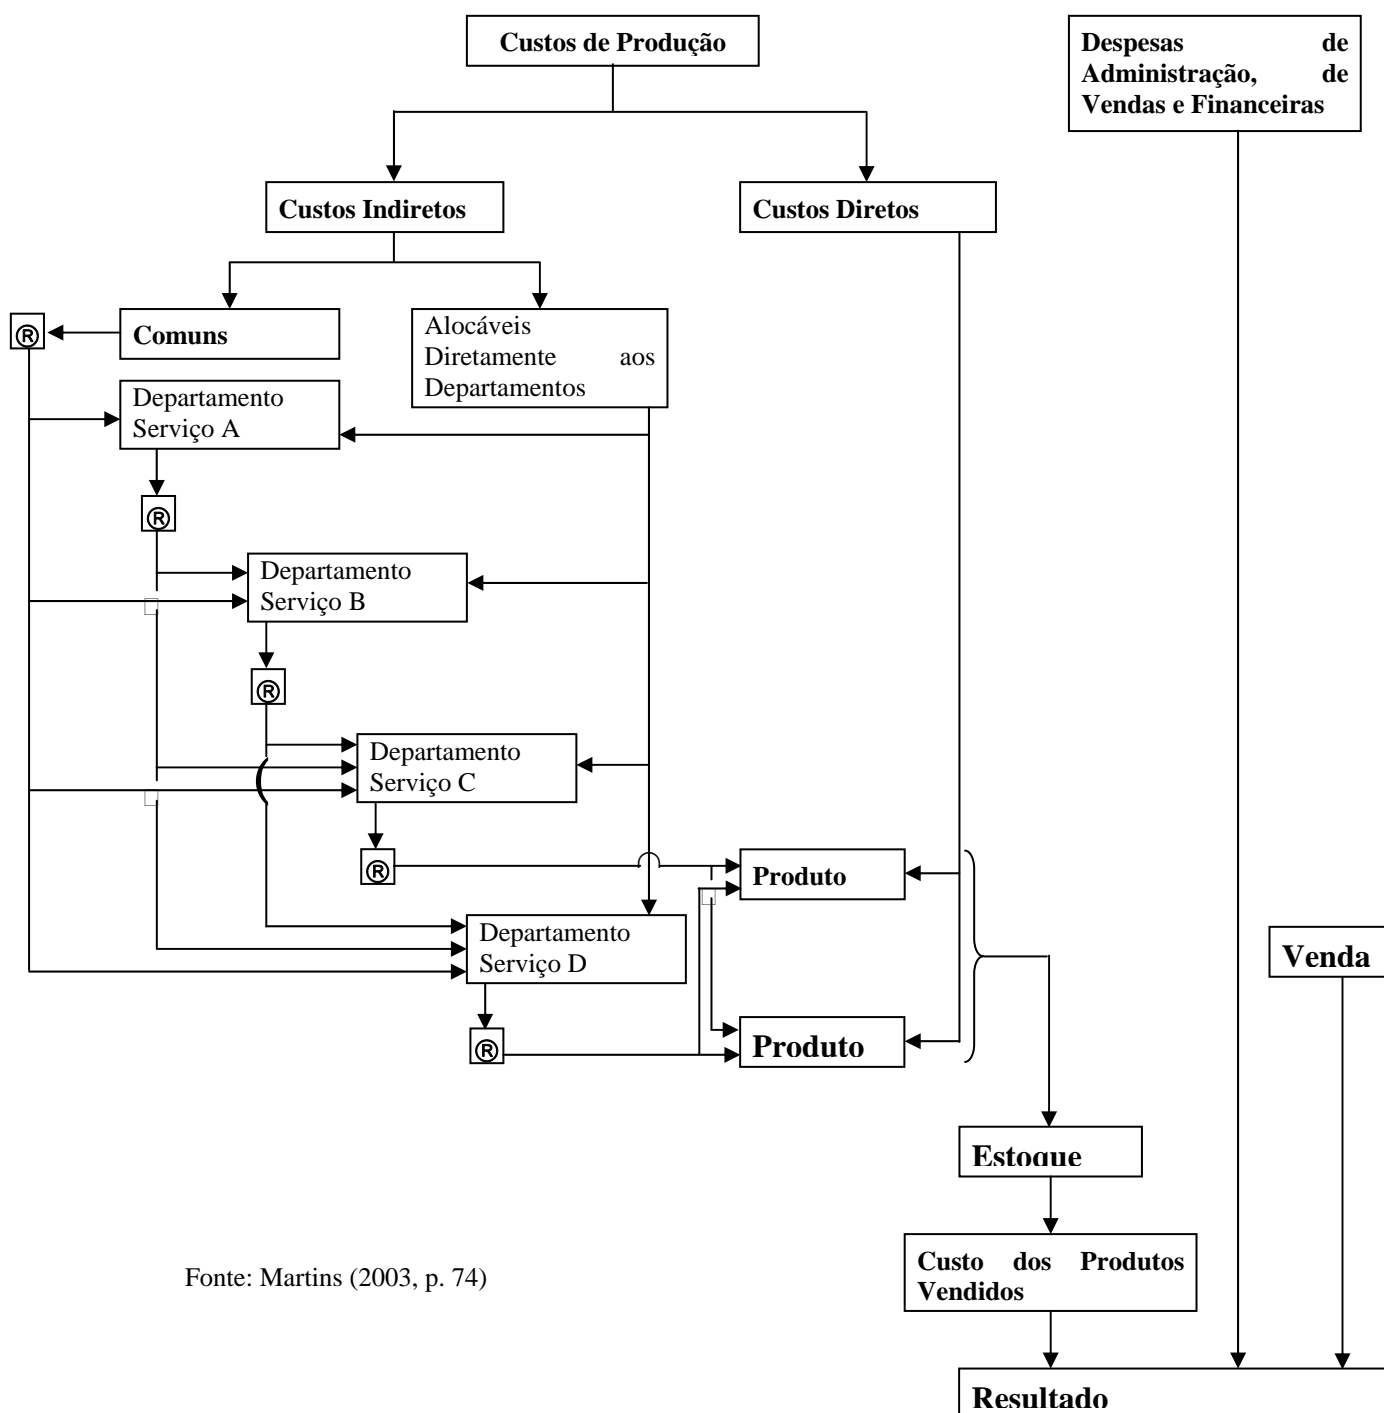 Custos de Produção
Despesas de
Administração, de
Vendas e Financeiras
Custos Indiretos
Custos Diretos
®
Comuns
Alocáveis
Diretamente aos
Departamentos
Departamento
Serviço A
®
Departamento
Serviço B
®
Departamento
Serviço C
®
Produto
Departamento
Serviço D
Venda
®
Produto
Estoque
Custo dos Produtos
Vendidos
Fonte: Martins (2003, p. 74)
Resultado